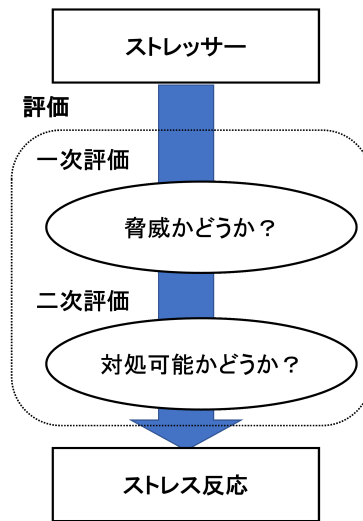 ストレッサー
評価
一次評価
脅威かどうか？
二次評価
対処可能かどうか？
ストレス反応